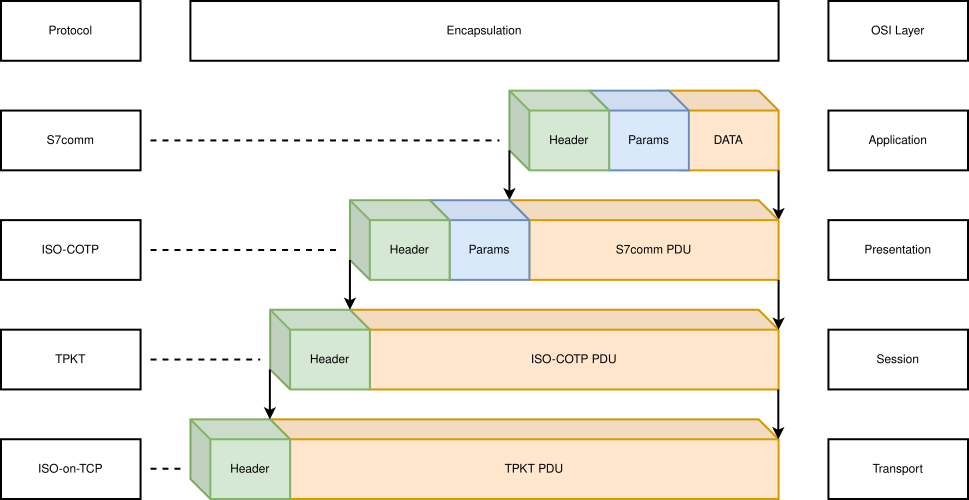 Protocol
Encapsulation
OSI Layer
S7comm
Header
Params
DATA
Application
ISO-COTP
Header
Params
S7comm PDU
Presentation
TPKT
Header
ISO-COTP PDU
Session
ISO-on-TCP
Header
TPKT PDU
Transport